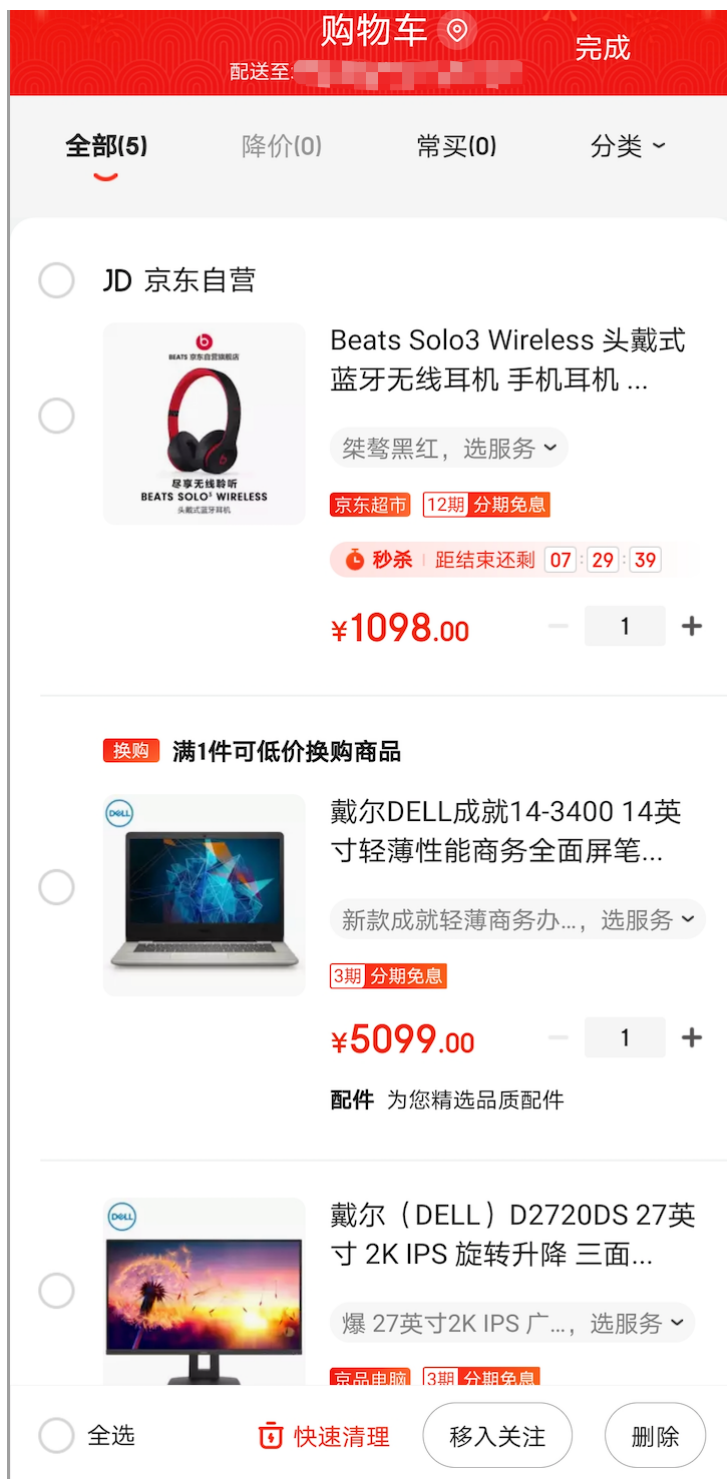 购物车
完成
配送至:
全部(5) 降价(0) 常买(0) 分类
JD 京东自营
BEATS 京东自营旗舰店
尽享无线聆听
BEATS SOLO³ WIRELESS
头戴式蓝牙耳机
Beats Solo3 Wireless 头戴式
蓝牙无线耳机 手机耳机 ...
桀骜黑红，选服务
京东超市 12期 分期免息
秒杀 距结束还剩 07 : 29 : 39
¥1098.00 1 +
换购 满1件可低价换购商品
DELL
戴尔DELL成就14-3400 14英
寸轻薄性能商务全面屏笔...
新款成就轻薄商务办...，选服务
3期 分期免息
¥5099.00 1 +
配件 为您精选品质配件
DELL
戴尔（DELL）D2720DS 27英
寸 2K IPS 旋转升降 三面...
爆 27英寸2K IPS 广...，选服务
京品电脑 3期 分期免息
全选 快速清理 移入关注 删除